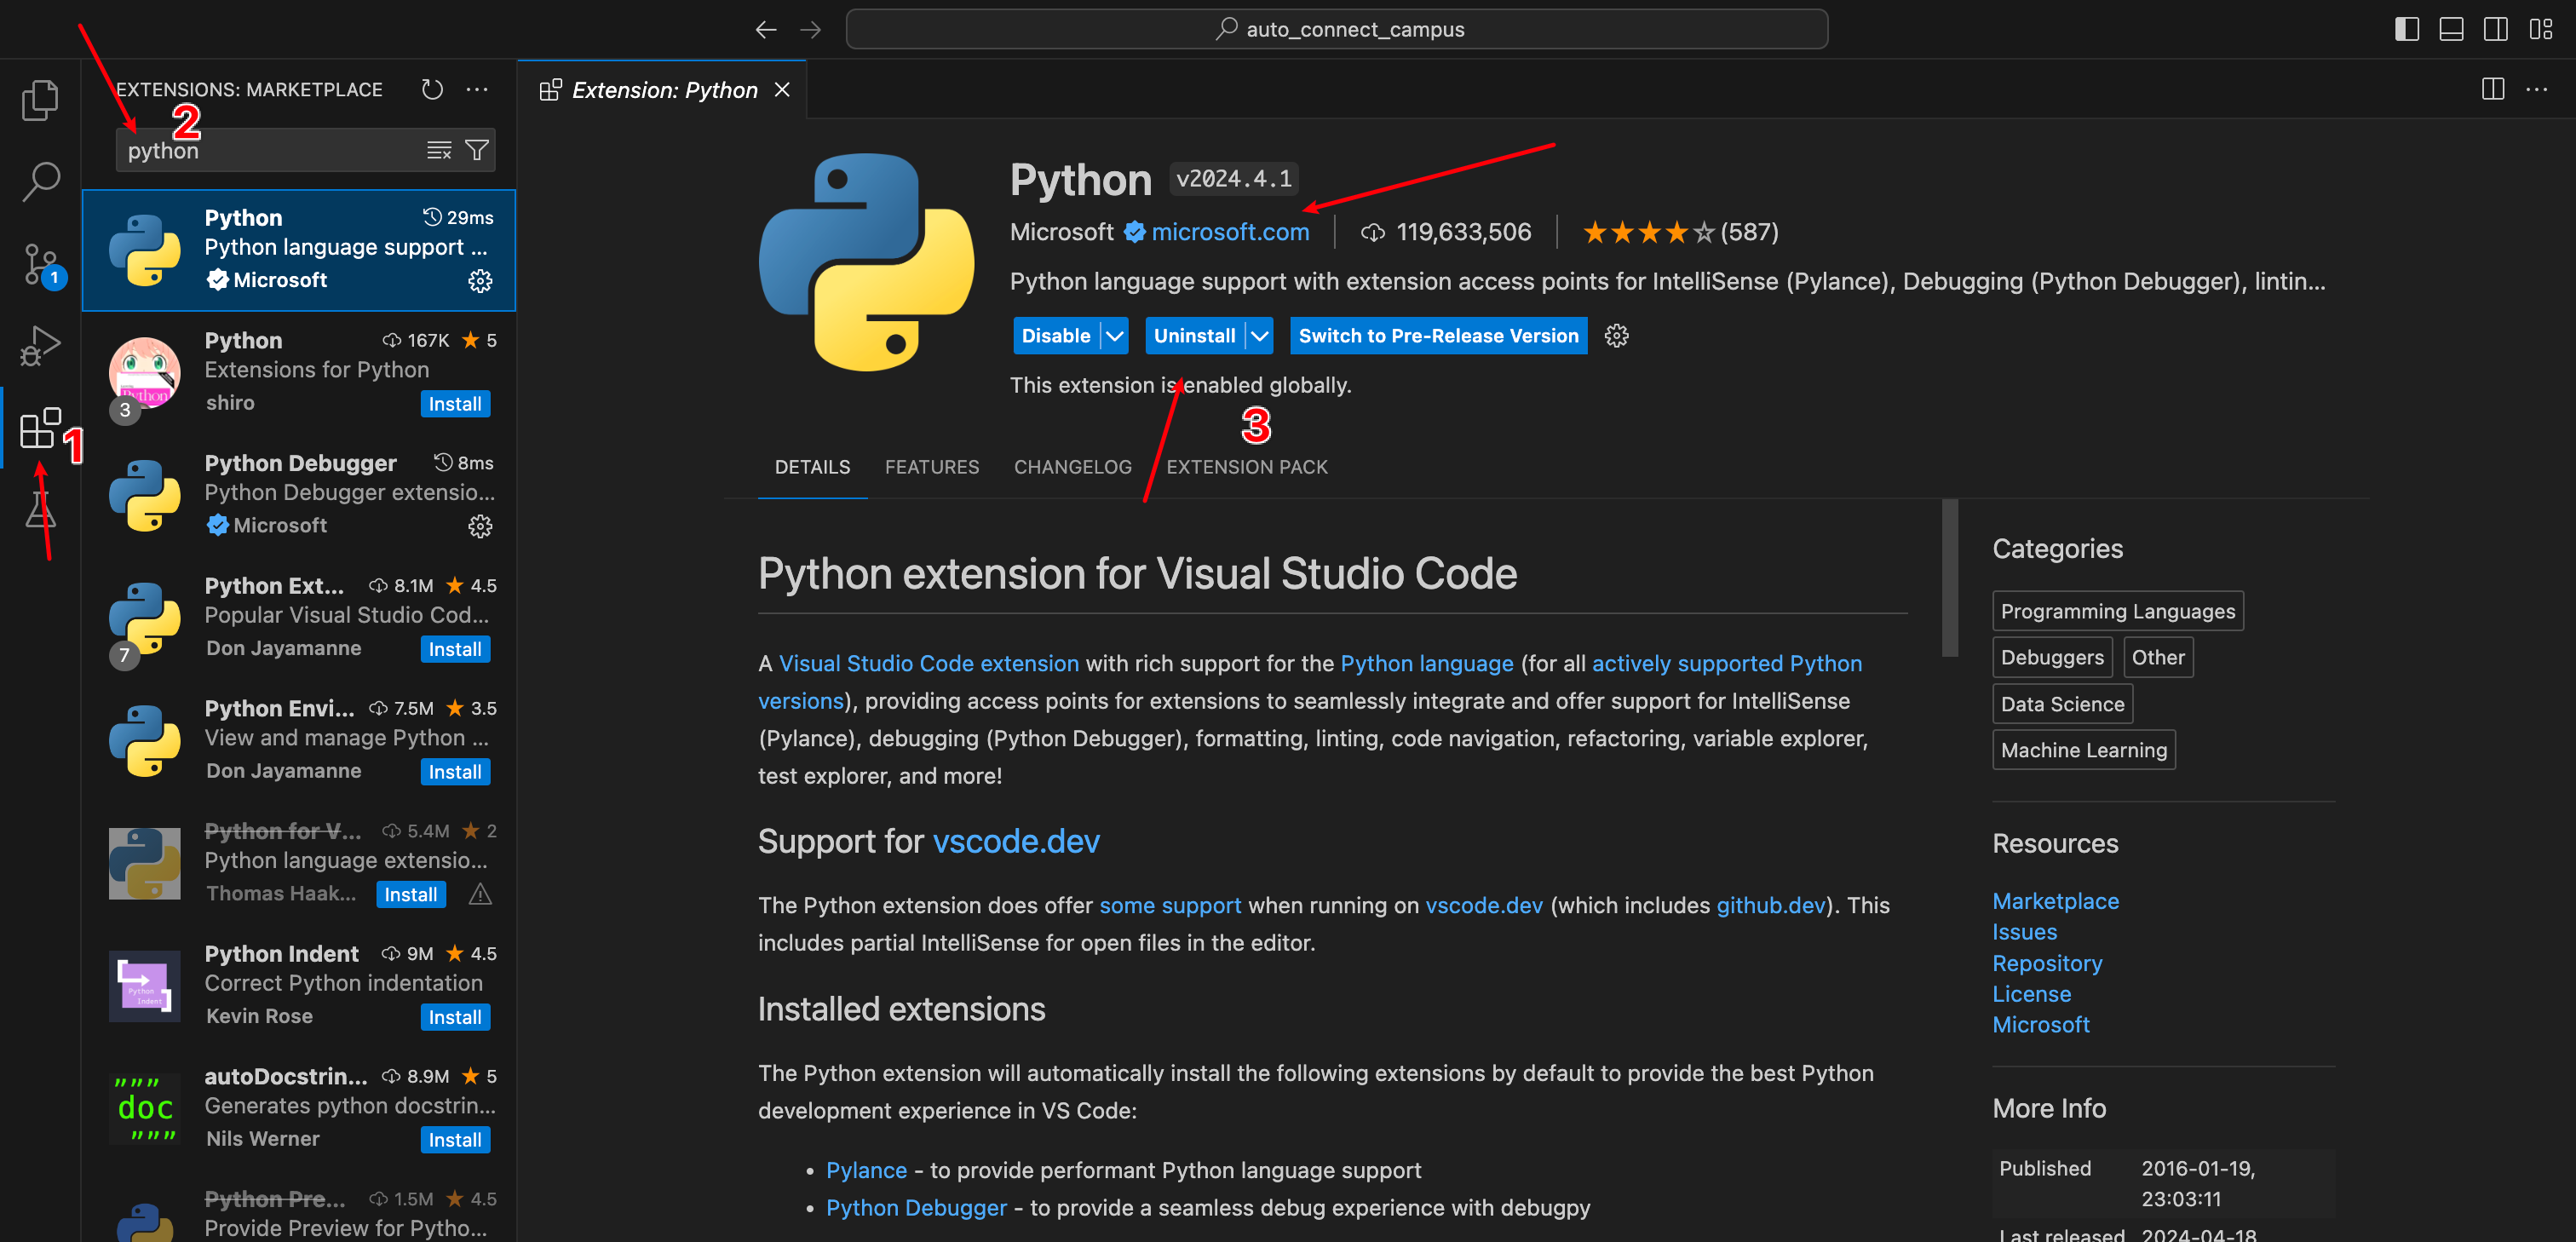 auto_connect_campus
EXTENSIONS: MARKETPLACE
2
python
Python 29ms
Python language support ...
Microsoft
1
Python 167K 5
Extensions for Python
shiro Install
3
1
Python Debugger 8ms
Python Debugger extensio...
Microsoft
Python Ext... 8.1M 4.5
Popular Visual Studio Cod...
Don Jayamanne Install
7
Python Envi... 7.5M 3.5
View and manage Python ...
Don Jayamanne Install
Python for V... 5.4M 2
Python language extensio...
Thomas Haak... Install
Python Indent 9M 4.5
Correct Python indentation
Kevin Rose Install
Python
Indent
autoDocstrin... 8.9M 5
Generates python docstrin...
Nils Werner Install
"""
doc
"""
Python Pre... 1.5M 4.5
Provide Preview for Pytho...
Extension: Python
Python v2024.4.1
Microsoft microsoft.com 119,633,506 (587)
Python language support with extension access points for IntelliSense (Pylance), Debugging (Python Debugger), lintin...
Disable Uninstall Switch to Pre-Release Version
This extension is enabled globally.
3
DETAILS FEATURES CHANGELOG EXTENSION PACK
Python extension for Visual Studio Code
A Visual Studio Code extension with rich support for the Python language (for all actively supported Python
versions), providing access points for extensions to seamlessly integrate and offer support for IntelliSense
(Pylance), debugging (Python Debugger), formatting, linting, code navigation, refactoring, variable explorer,
test explorer, and more!
Support for vscode.dev
The Python extension does offer some support when running on vscode.dev (which includes github.dev). This
includes partial IntelliSense for open files in the editor.
Installed extensions
The Python extension will automatically install the following extensions by default to provide the best Python
development experience in VS Code:
• Pylance - to provide performant Python language support
• Python Debugger - to provide a seamless debug experience with debugpy
Categories
Programming Languages
Debuggers Other
Data Science
Machine Learning
Resources
Marketplace
Issues
Repository
License
Microsoft
More Info
Published 2016-01-19,
23:03:11
Last released 2024-04-18